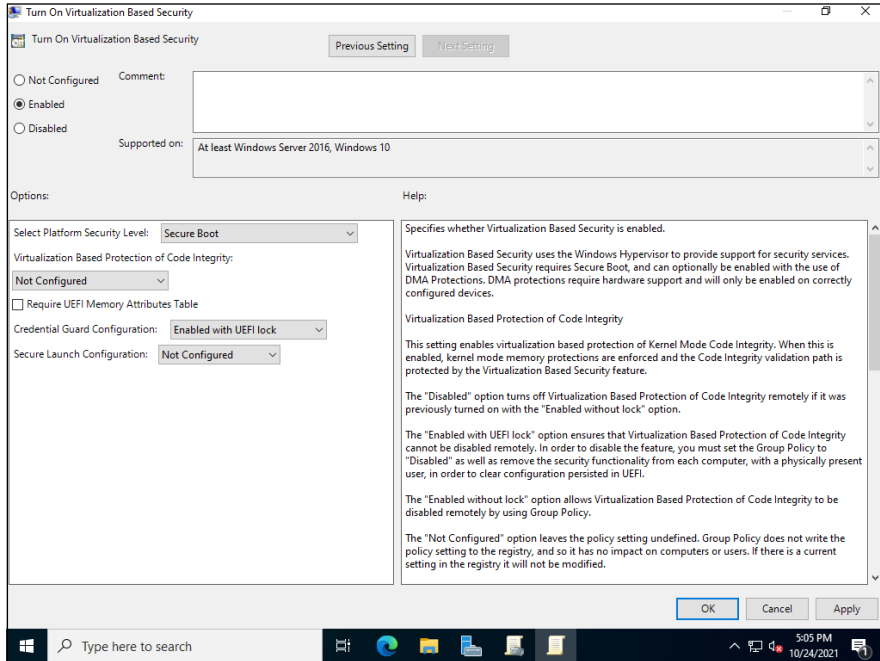 Turn On Virtualization Based Security
Turn On Virtualization Based Security
Previous Setting
Next Setting
Not Configured
Comment:
Enabled
Disabled
Supported on:
At least Windows Server 2016, Windows 10
Options:
Help:
Select Platform Security Level:
Secure Boot
Virtualization Based Protection of Code Integrity:
Not Configured
Require UEFI Memory Attributes Table
Credential Guard Configuration:
Enabled with UEFI lock
Secure Launch Configuration:
Not Configured
Specifies whether Virtualization Based Security is enabled.
Virtualization Based Security uses the Windows Hypervisor to provide support for security services.
Virtualization Based Security requires Secure Boot, and can optionally be enabled with the use of
DMA Protections. DMA protections require hardware support and will only be enabled on correctly
configured devices.
Virtualization Based Protection of Code Integrity
This setting enables virtualization based protection of Kernel Mode Code Integrity. When this is
enabled, kernel mode memory protections are enforced and the Code Integrity validation path is
protected by the Virtualization Based Security feature.
The "Disabled" option turns off Virtualization Based Protection of Code Integrity remotely if it was
previously turned on with the "Enabled without lock" option.
The "Enabled with UEFI lock" option ensures that Virtualization Based Protection of Code Integrity
cannot be disabled remotely. In order to disable the feature, you must set the Group Policy to
"Disabled" as well as remove the security functionality from each computer, with a physically present
user, in order to clear configuration persisted in UEFI.
The "Enabled without lock" option allows Virtualization Based Protection of Code Integrity to be
disabled remotely by using Group Policy.
The "Not Configured" option leaves the policy setting undefined. Group Policy does not write the
policy setting to the registry, and so it has no impact on computers or users. If there is a current
setting in the registry it will not be modified.
OK
Cancel
Apply
Type here to search
5:05 PM
10/24/2021
1